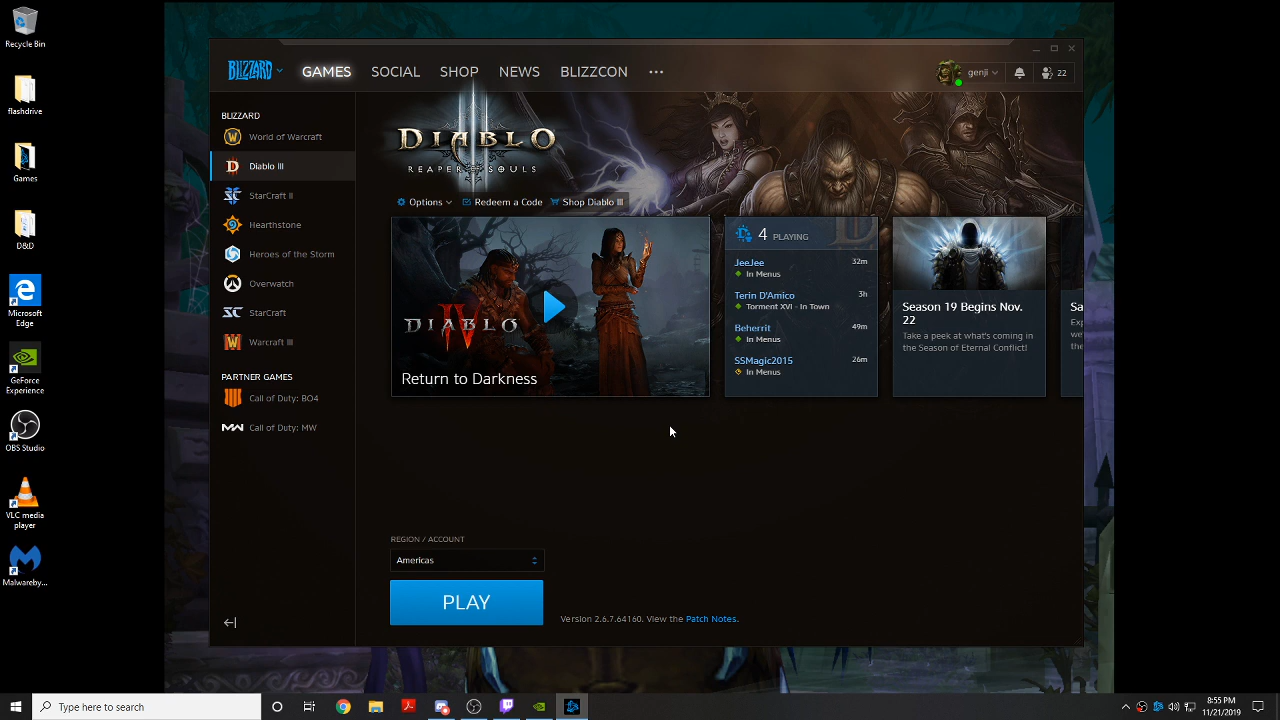 Recycle Bin
flashdrive
Games
D&D
Microsoft
Edge
GeForce
Experience
OBS Studio
VLC media
player
Malwareby...
BLIZZARD
GAMES
SOCIAL
SHOP
NEWS
BLIZZCON
genji
22
BLIZZARD
World of Warcraft
Diablo III
StarCraft II
Hearthstone
Heroes of the Storm
Overwatch
StarCraft
Warcraft III
PARTNER GAMES
Call of Duty: BO4
Call of Duty: MW
DIABLO
REAPER OF SOULS
Options
Redeem a Code
Shop Diablo III
DIABLO IV
Return to Darkness
4 PLAYING
JeeJee 32m
In Menus
Terin D'Amico 3h
Torment XVI - In Town
Beherrit 49m
In Menus
SSMagic2015 26m
In Menus
Season 19 Begins Nov.
22
Take a peek at what's coming in
the Season of Eternal Conflict!
Sa
Exp
we'
the
REGION / ACCOUNT
Americas
PLAY
Version 2.6.7.64160. View the Patch Notes.
Type here to search
8:55 PM
11/21/2019